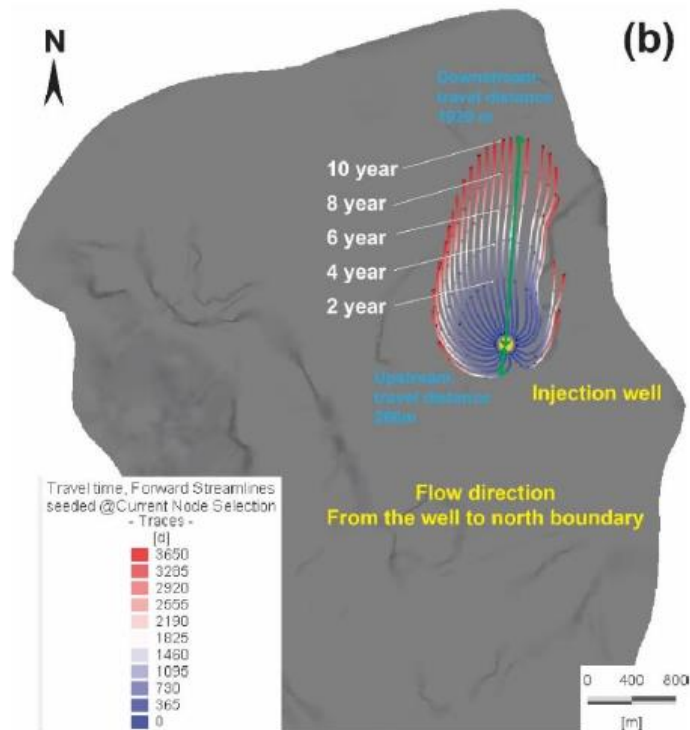 N
(b)
Downstream
travel distance
10 year
8 year
6 year
4 year
2 year
Upstream
travel distance
Injection well
Flow direction
From the well to north boundary
Travel time, Forward Streamlines
seeded @Current Node Selection
- Traces -
[d]
3650
3285
2920
2555
2190
1825
1460
1095
730
365
0
0 400 800
[m]